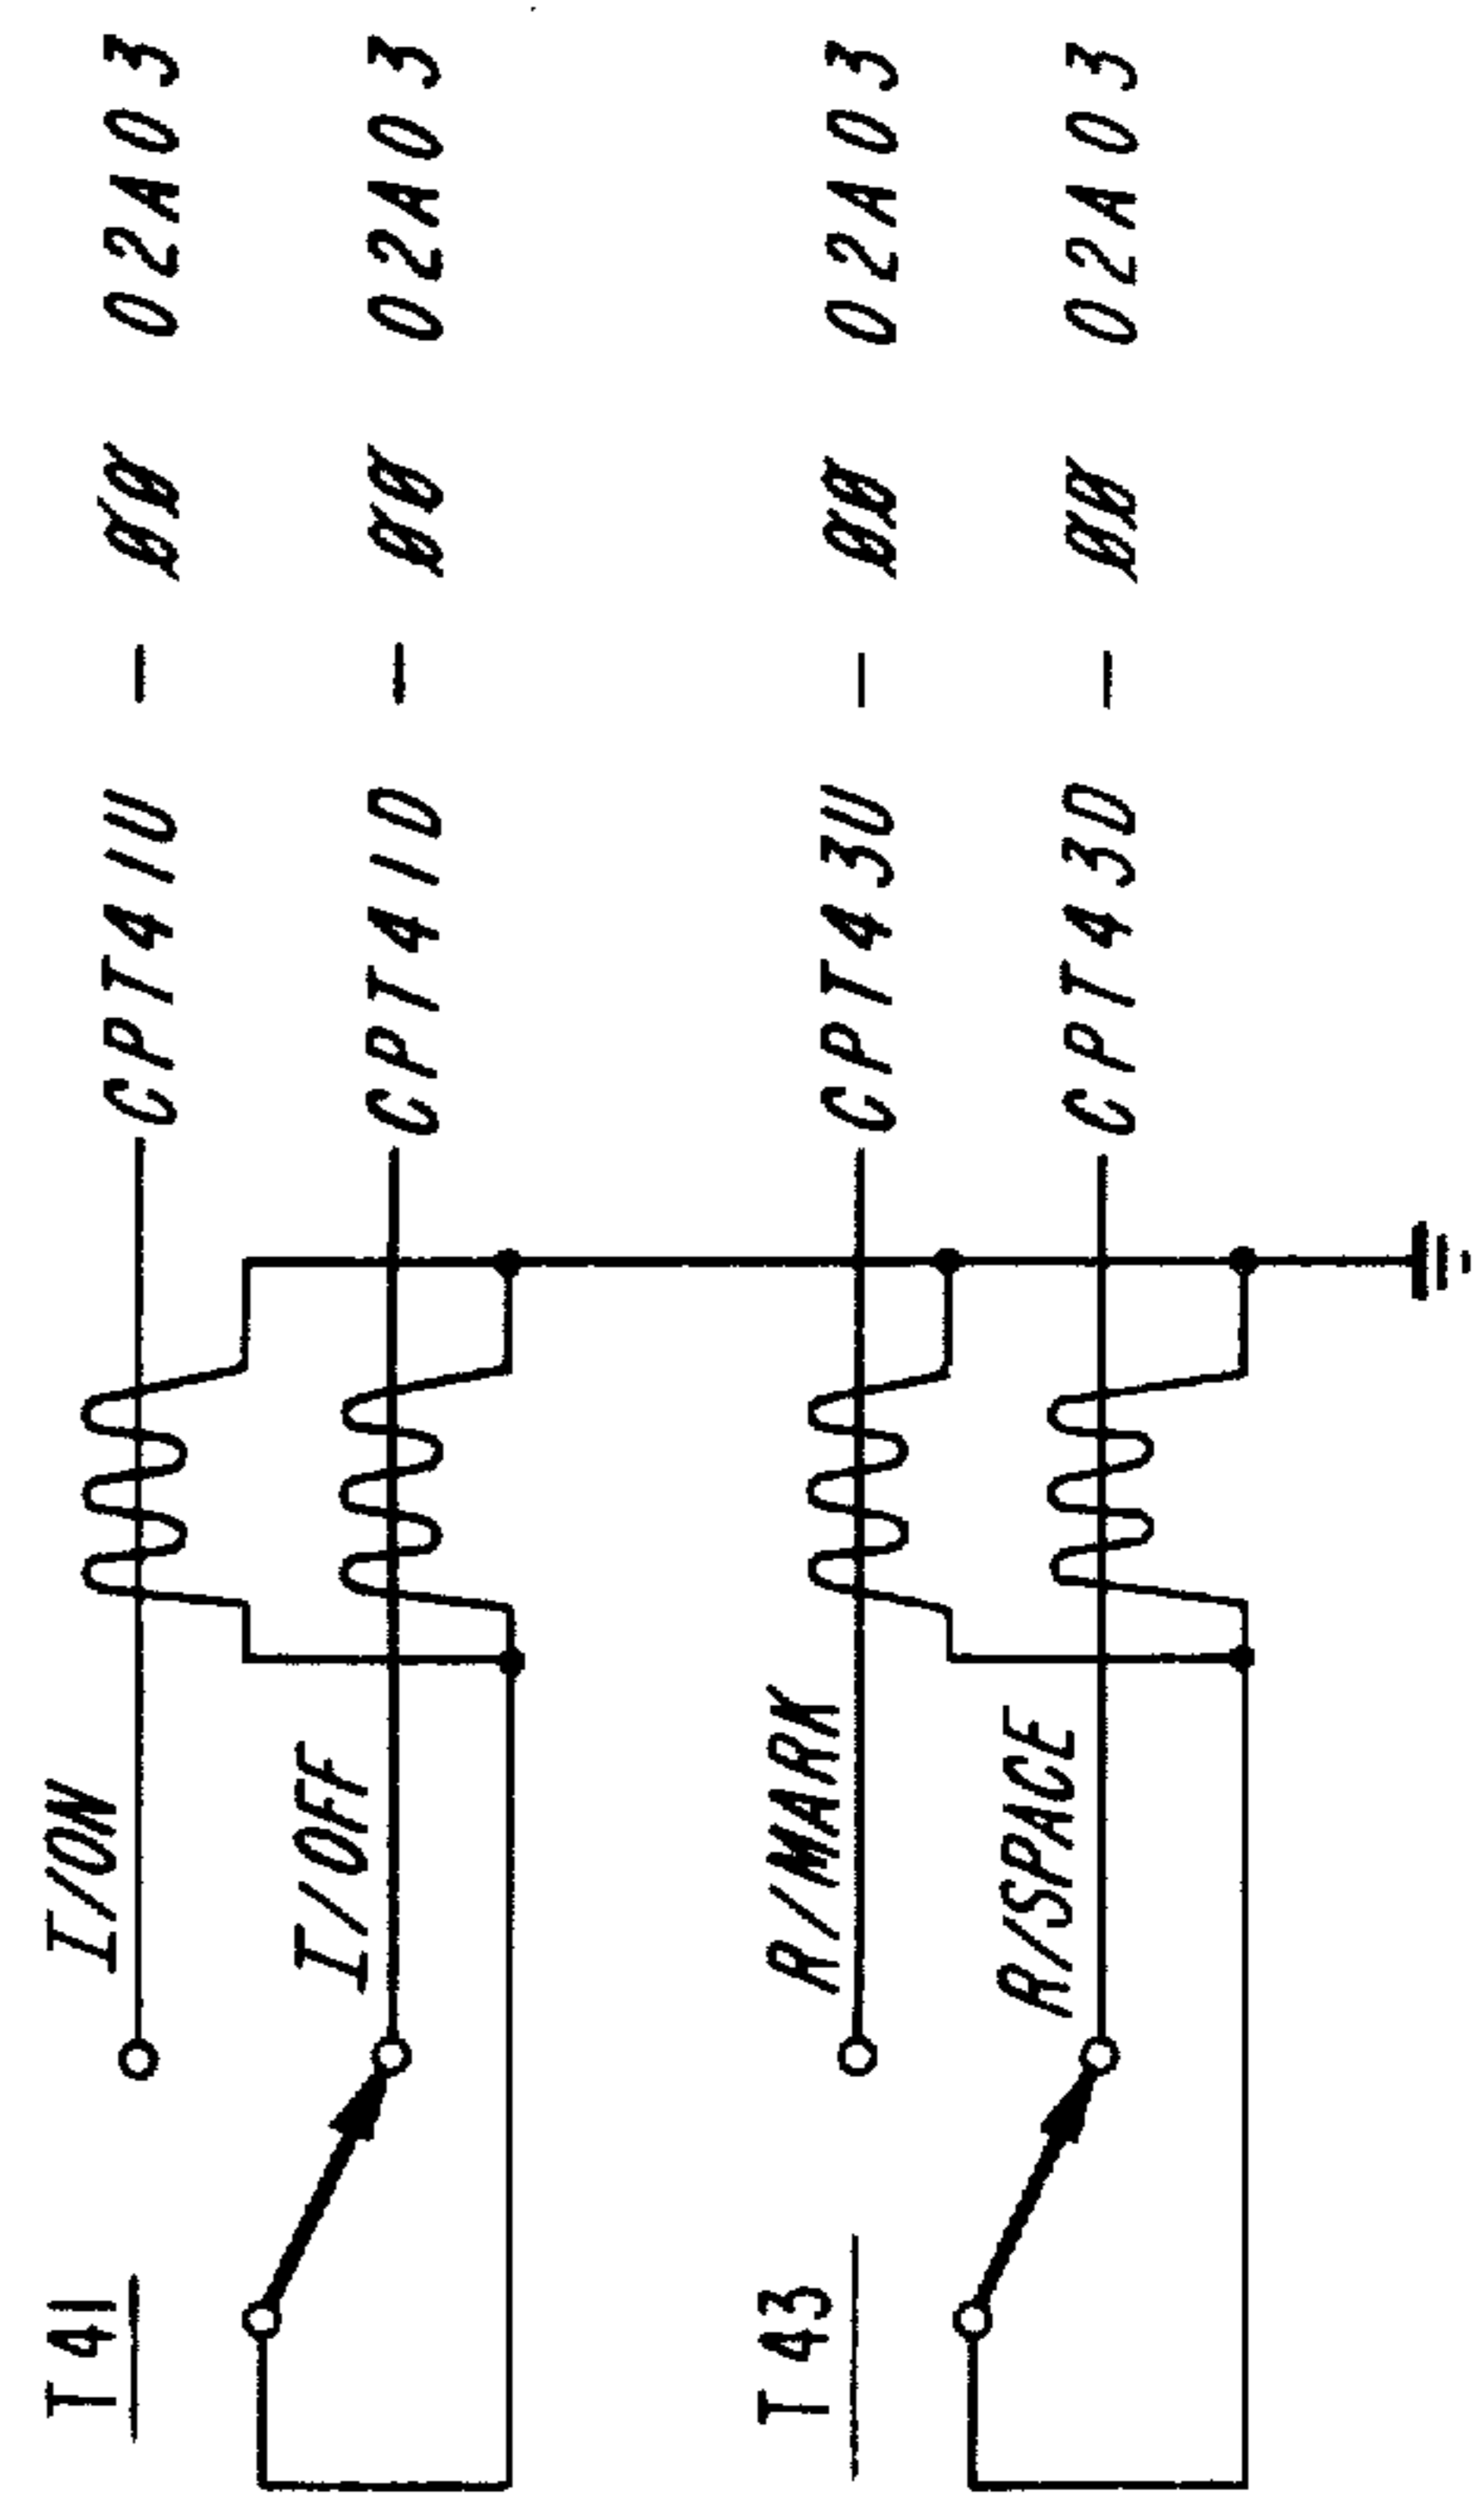 T41
I/ON
CPT41U — ØØ 02A03
I/OFF
CPT41D — ØØ 02A03
T43
R/MARK
CPT43U — ØØ 02A03
R/SPACE
CPT43D — ØØ 02A03